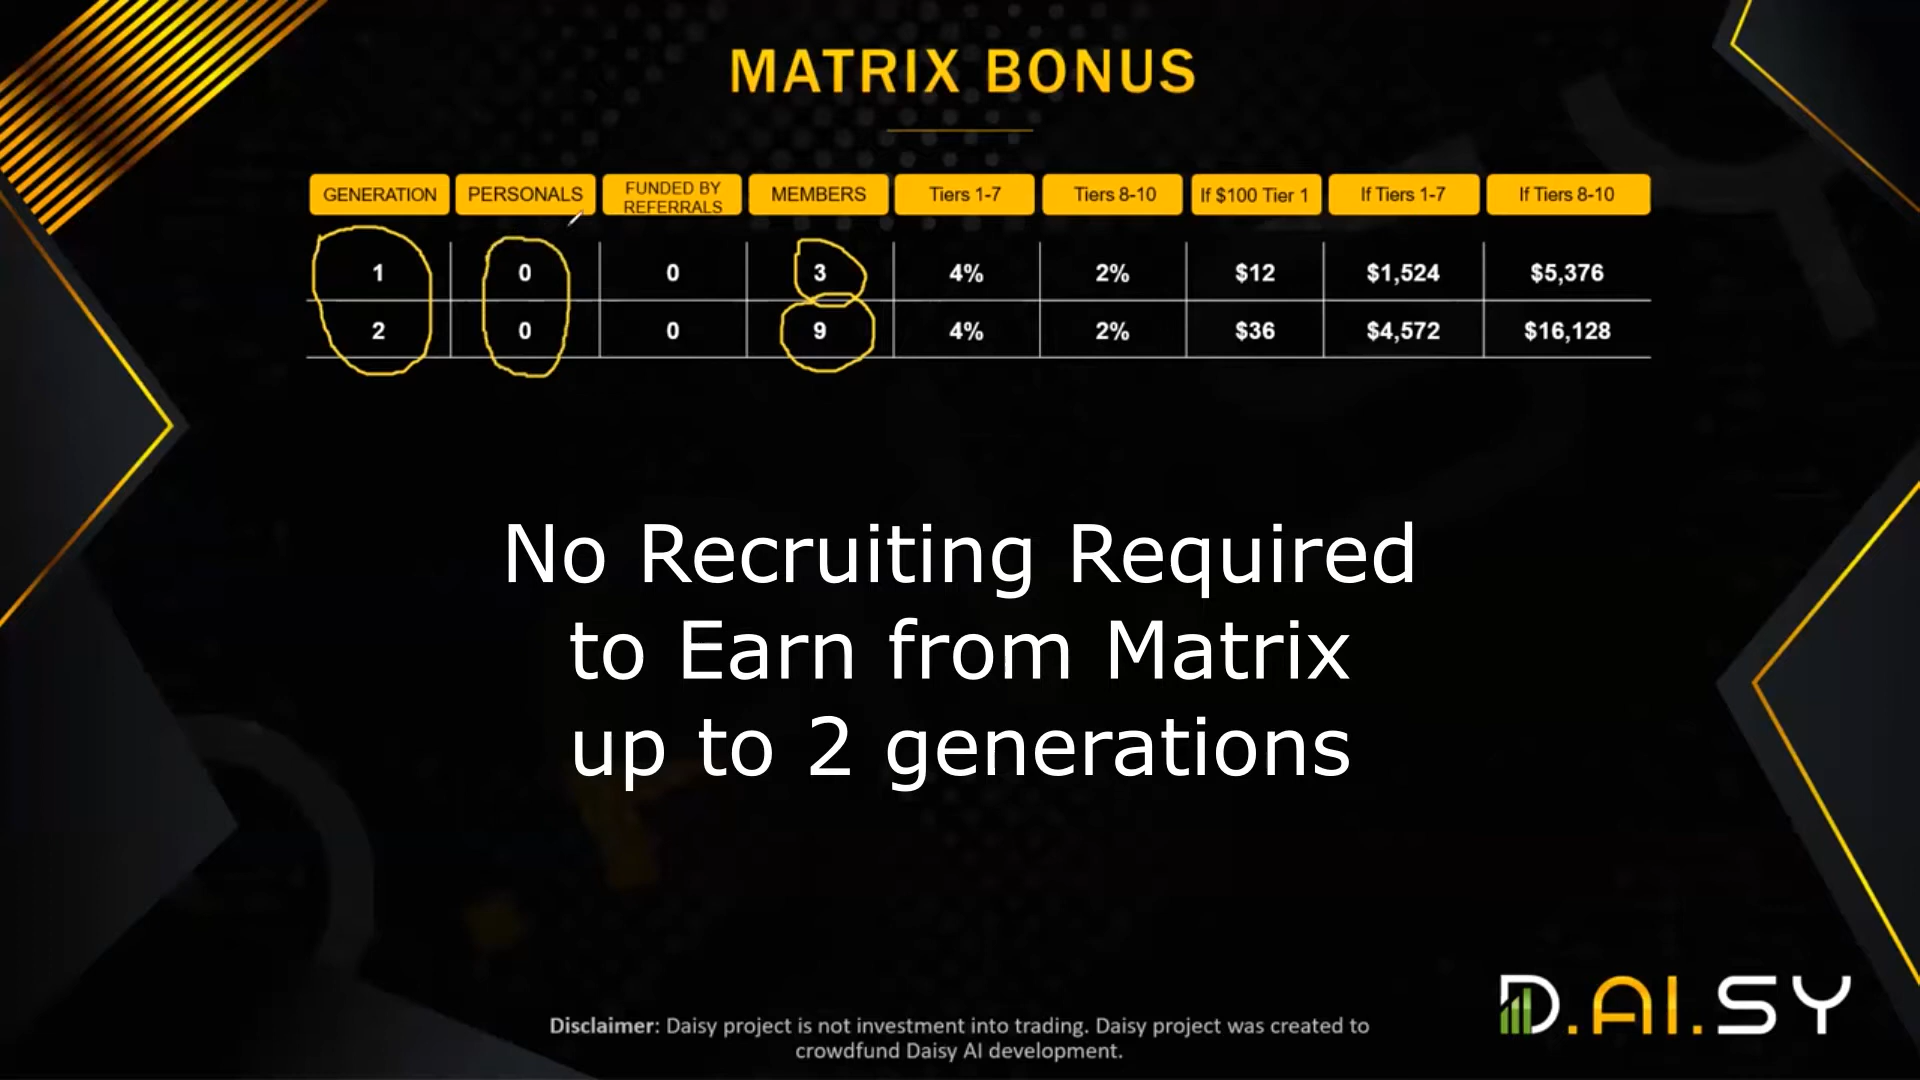 MATRIX BONUS
GENERATION PERSONALS FUNDED BY REFERRALS MEMBERS Tiers 1-7 Tiers 8-10 If $100 Tier 1 If Tiers 1-7 If Tiers 8-10
1 0 0 3 4% 2% $12 $1,524 $5,376
2 0 0 9 4% 2% $36 $4,572 $16,128
No Recruiting Required
to Earn from Matrix
up to 2 generations
Disclaimer: Daisy project is not investment into trading. Daisy project was created to
crowdfund Daisy AI development.
D.AI.SY